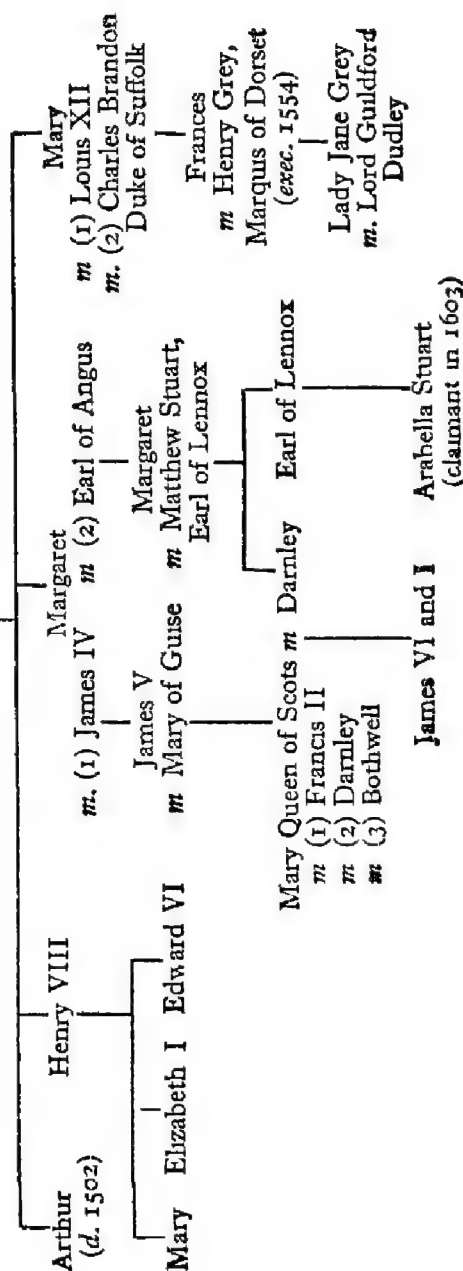 Arthur
(d. 1502)
Henry VIII
Mary Elizabeth I Edward VI
Margaret
m. (1) James IV m (2) Earl of Angus
James V
m Mary of Guise
Margaret
m Matthew Stuart,
Earl of Lennox
Mary Queen of Scots m Darnley Earl of Lennox
m (1) Francis II
m (2) Darnley
m (3) Bothwell
James VI and I
Arabella Stuart
(claimant in 1603)
Mary
m (1) Louis XII
m. (2) Charles Brandon
Duke of Suffolk
Frances
m Henry Grey,
Marquis of Dorset
(exec. 1554)
Lady Jane Grey
m. Lord Guildford
Dudley